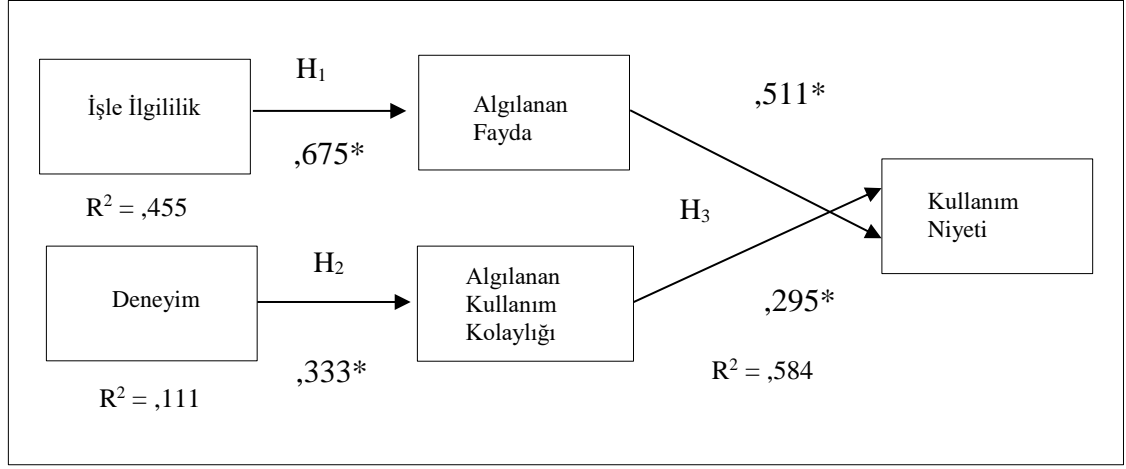 H₁
İşle İlgililik
Algılanan
Fayda
,511*
,675*
R² = ,455
H₃
Kullanım
Niyeti
H₂
Deneyim
Algılanan
Kullanım
Kolaylığı
,295*
,333*
R² = ,584
R² = ,111